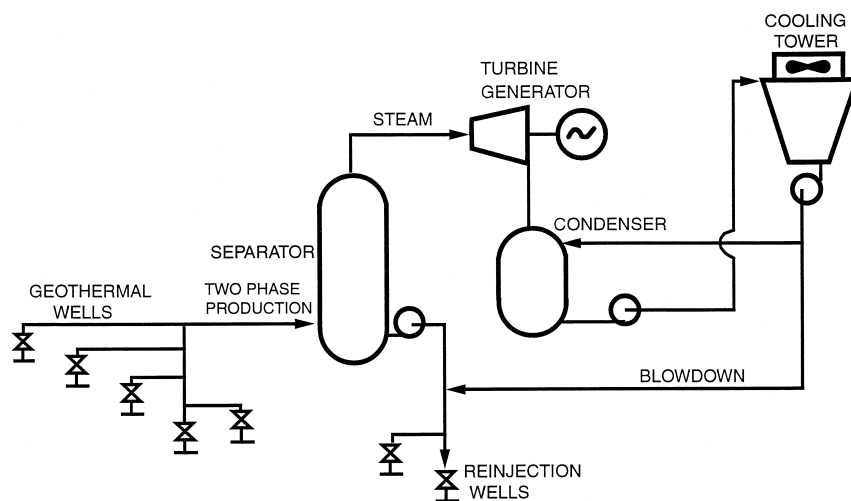 COOLING
TOWER
TURBINE
GENERATOR
STEAM
SEPARATOR
CONDENSER
GEOTHERMAL
WELLS
TWO PHASE
PRODUCTION
BLOWDOWN
REINJECTION
WELLS